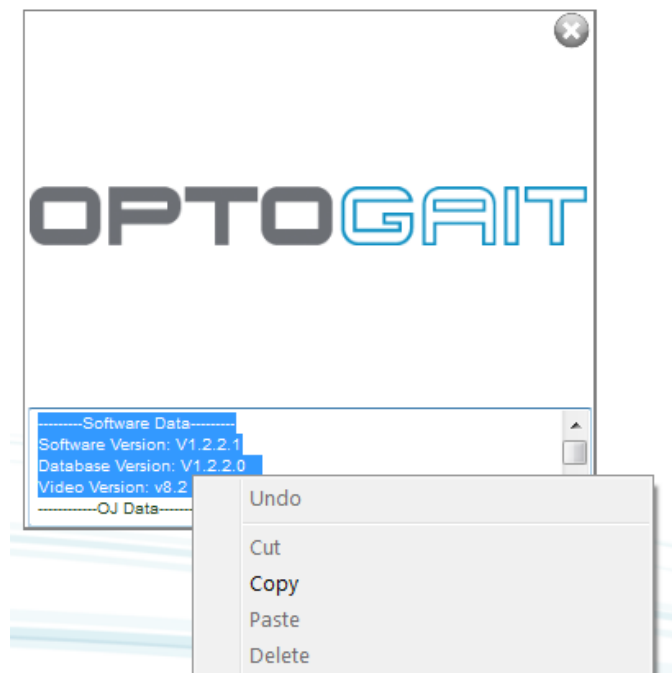 OPTOGAIT
---------Software Data---------
Software Version: V1.2.2.1
Database Version: V1.2.2.0
Video Version: v8.2
------------OJ Data-------
Undo
Cut
Copy
Paste
Delete